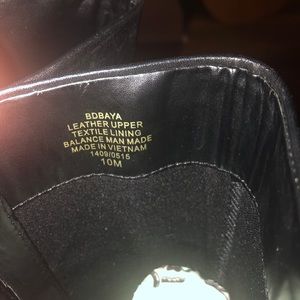 BDBAYA
LEATHER UPPER
TEXTILE LINING
BALANCE MAN MADE
MADE IN VIETNAM
1409/0515
10M